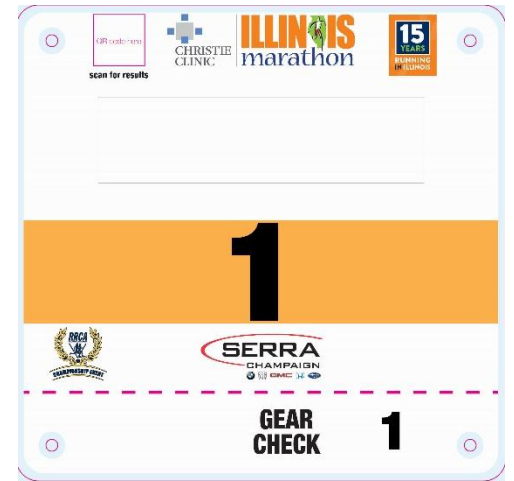 QR code here
scan for results
CHRISTIE
CLINIC
ILLINOIS
marathon
15
YEARS
RUNNING
IN ILLINOIS
1
RRCA
CHAMPIONSHIP EVENT
SERRA
CHAMPAIGN
GMC
GEAR
CHECK
1